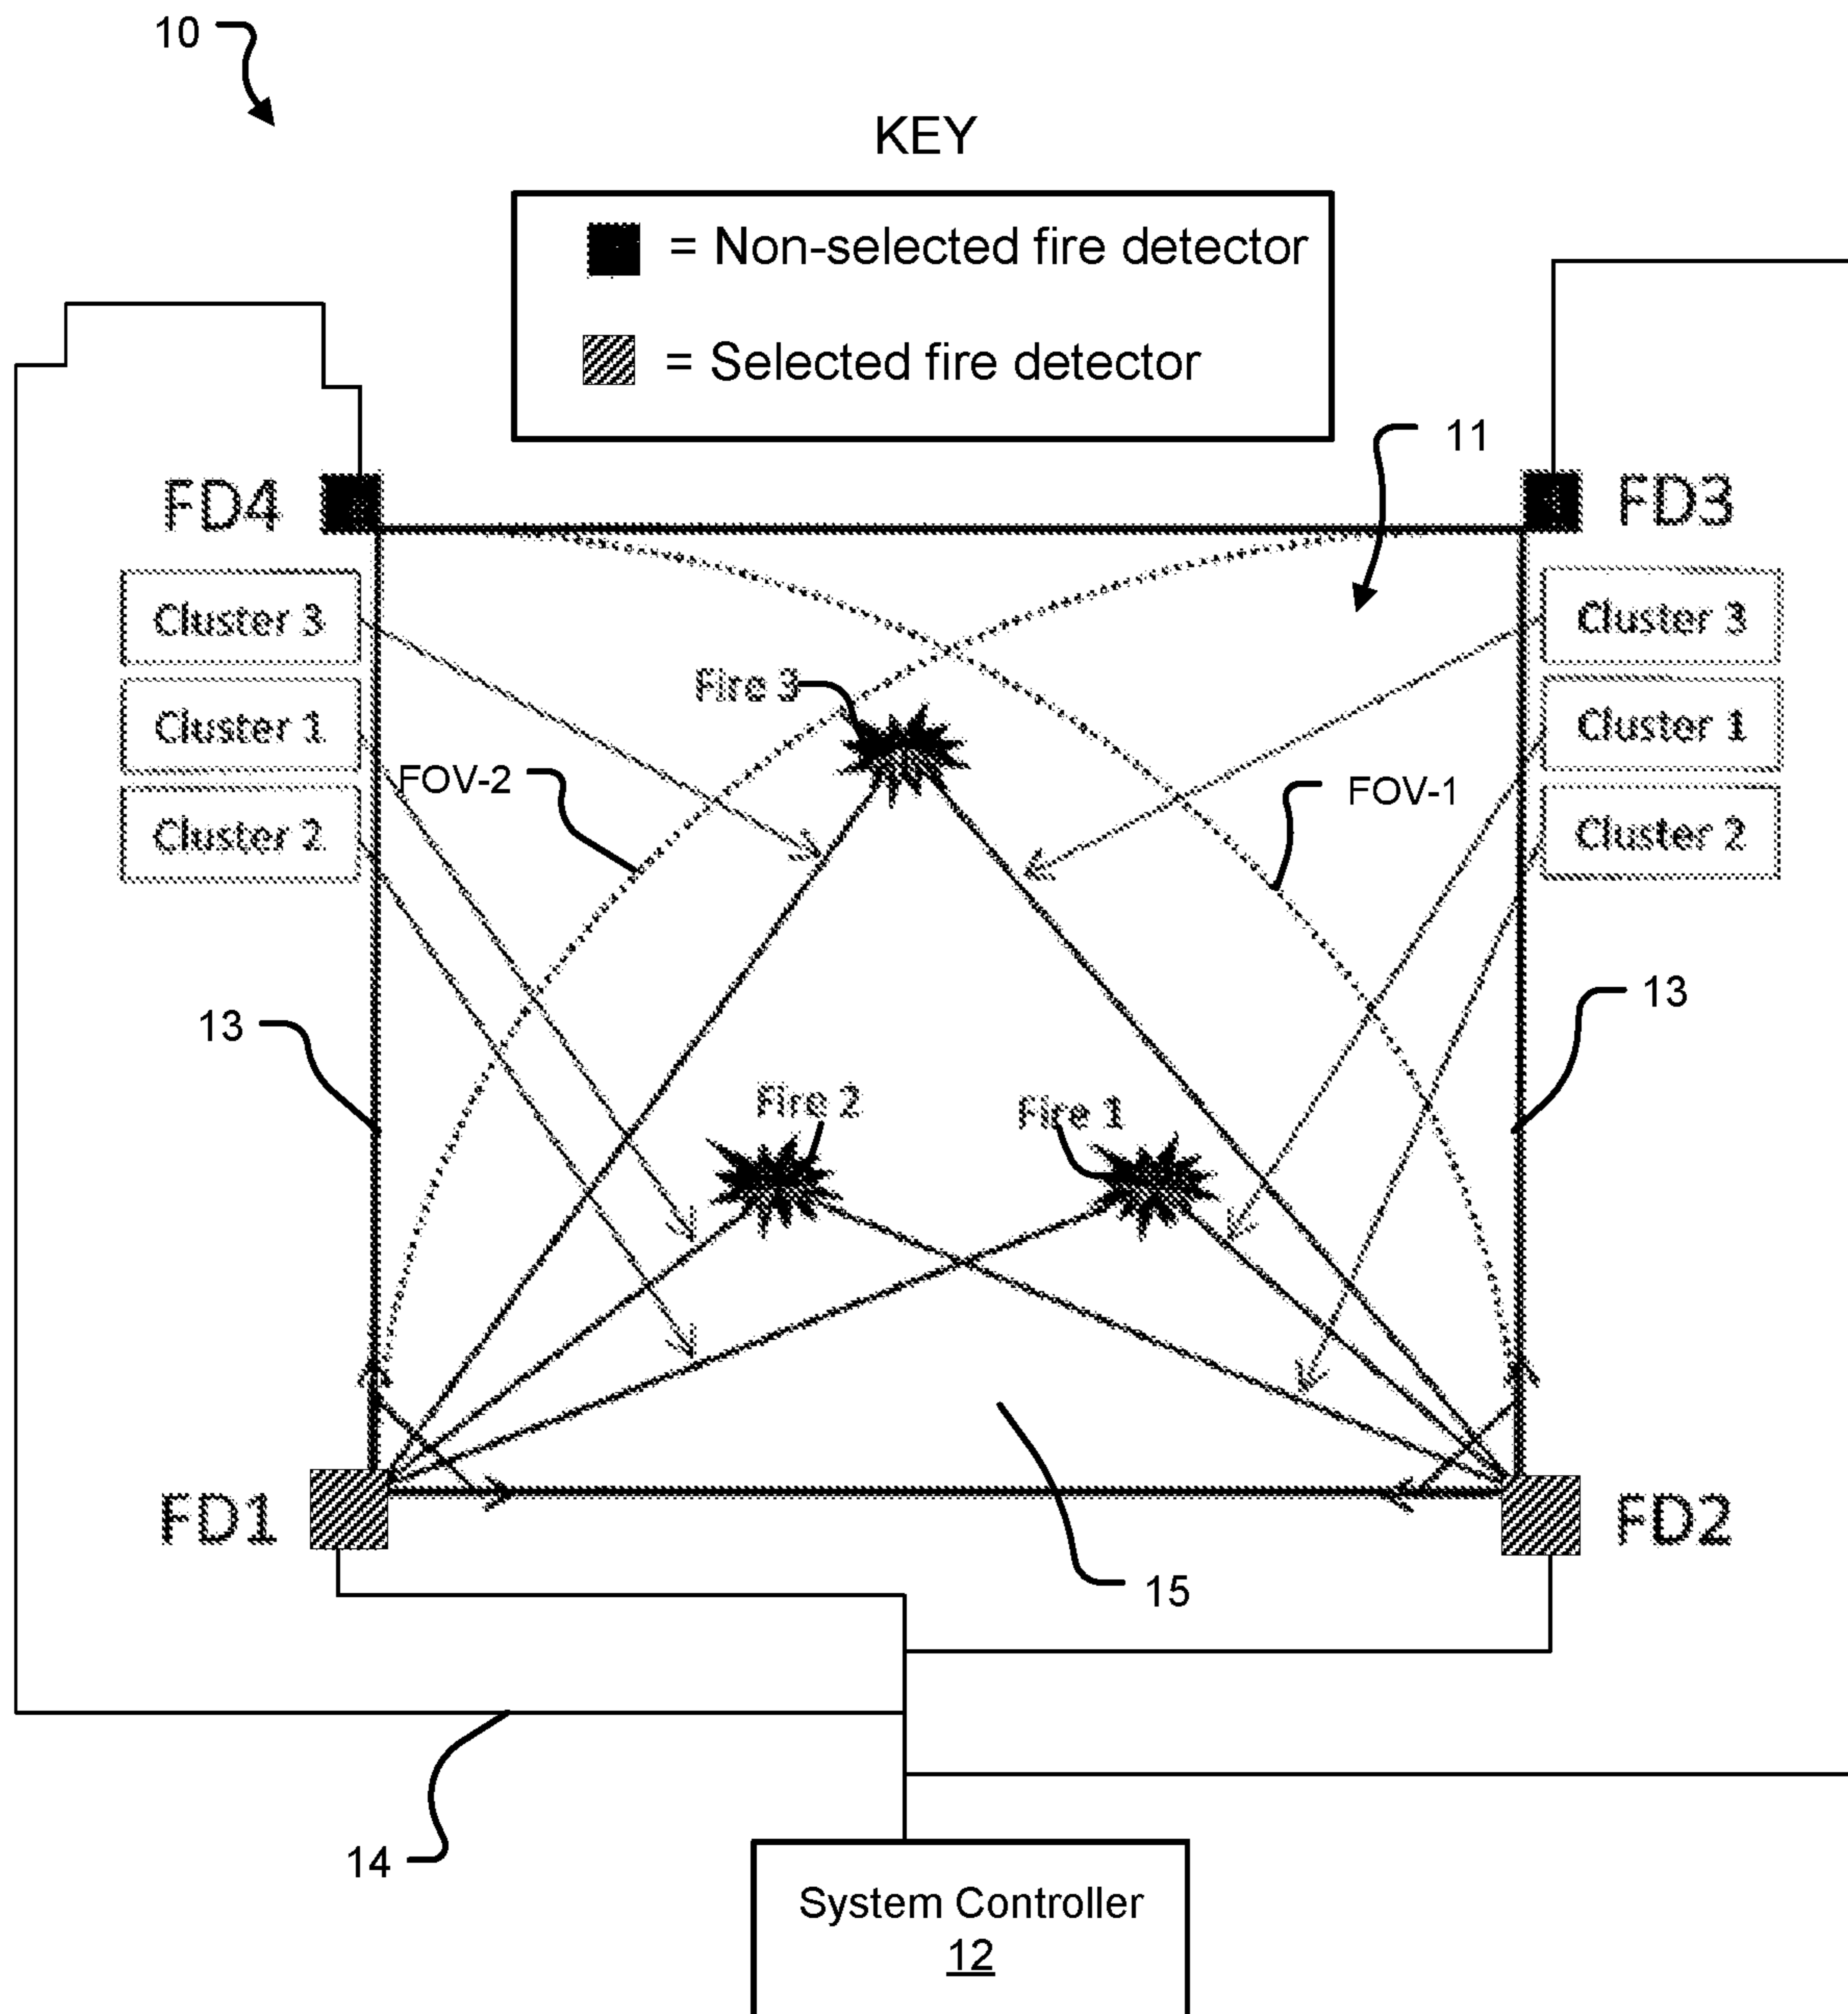 10
KEY
= Non-selected fire detector
= Selected fire detector
11
FD4
FD3
Cluster 3
Cluster 3
Fire 3
Cluster 1
Cluster 1
FOV-2
FOV-1
Cluster 2
Cluster 2
13
13
Fire 2
Fire 1
FD1
FD2
15
14
System Controller
12